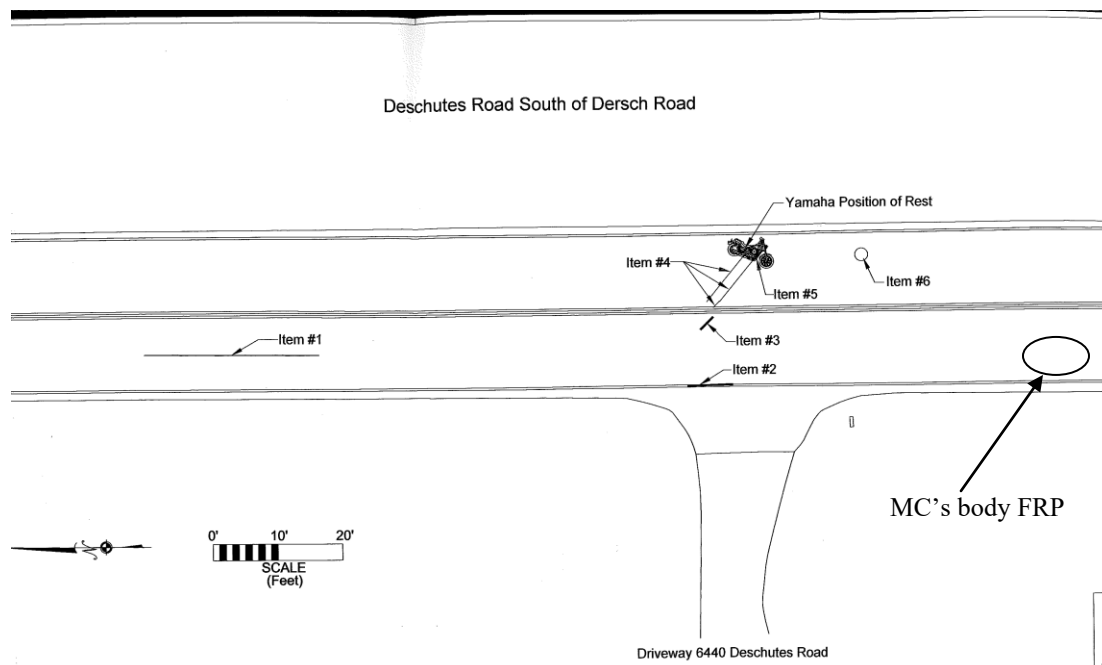 Deschutes Road South of Dersch Road
Yamaha Position of Rest
Item #4
Item #5
Item #6
Item #1
Item #3
Item #2
MC's body FRP
0' 10' 20'
SCALE
(Feet)
Driveway 6440 Deschutes Road